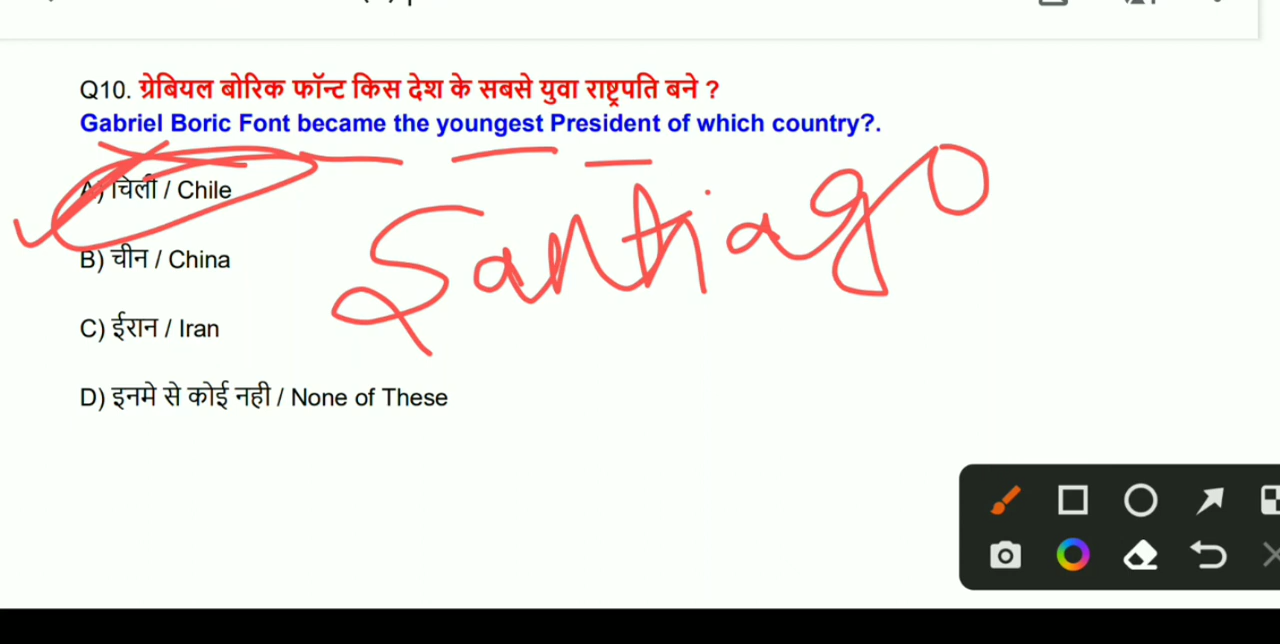 Q10. ग्रेबियल बोरिक फॉन्ट किस देश के सबसे युवा राष्ट्रपति बने ?
Gabriel Boric Font became the youngest President of which country?.
A) चिली / Chile
Santiago
B) चीन / China
C) ईरान / Iran
D) इनमे से कोई नही / None of These